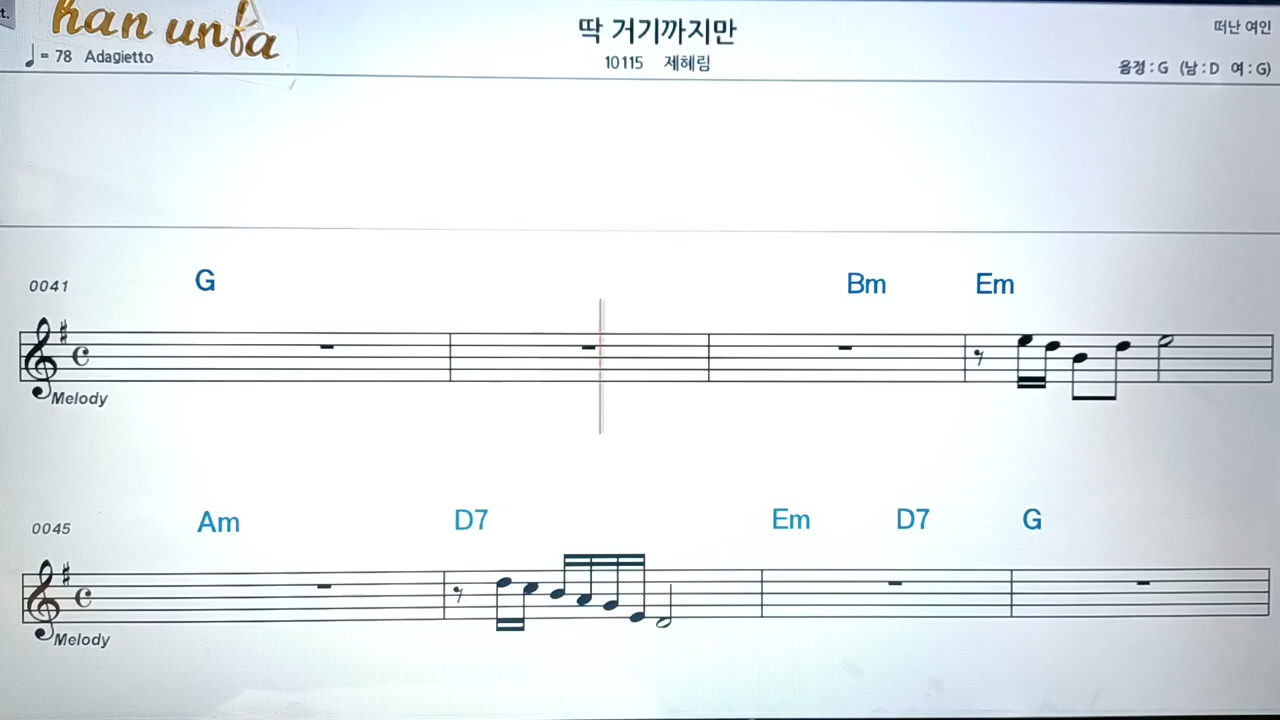 t.
han unfa
♩= 78 Adagietto
딱 거기까지만
10115 제혜림
떠난 여인
음정 : G (남 : D 여 : G)
0041 G Bm Em
Melody
0045 Am D7 Em D7 G
Melody